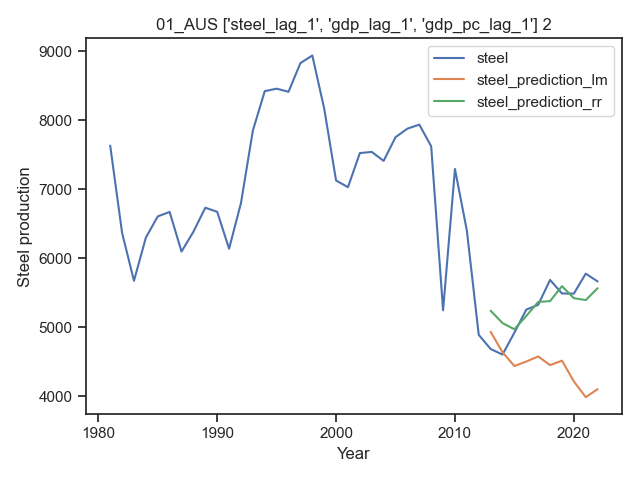 01_AUS ['steel_lag_1', 'gdp_lag_1', 'gdp_pc_lag_1'] 2
steel
steel_prediction_lm
steel_prediction_rr
Steel production
9000
8000
7000
6000
5000
4000
1980
1990
2000
2010
2020
Year